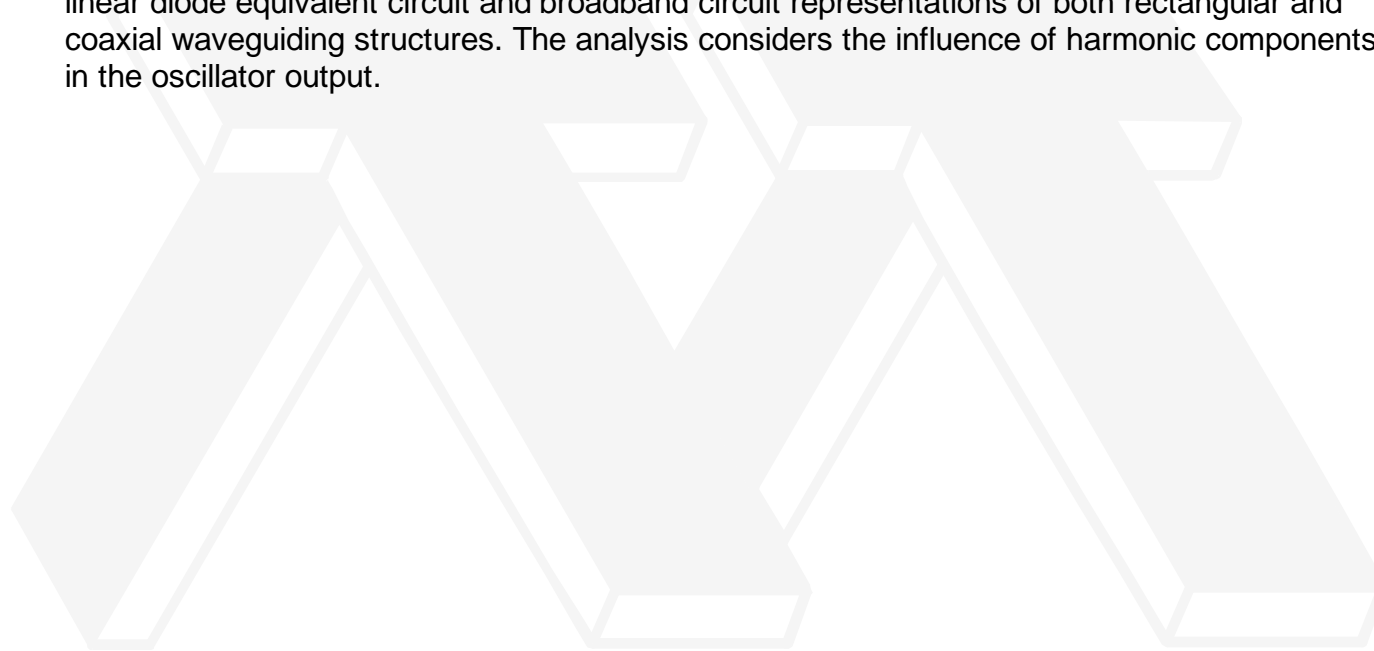 linear diode equivalent circuit and broadband circuit representations of both rectangular and
coaxial waveguiding structures. The analysis considers the influence of harmonic components
in the oscillator output.